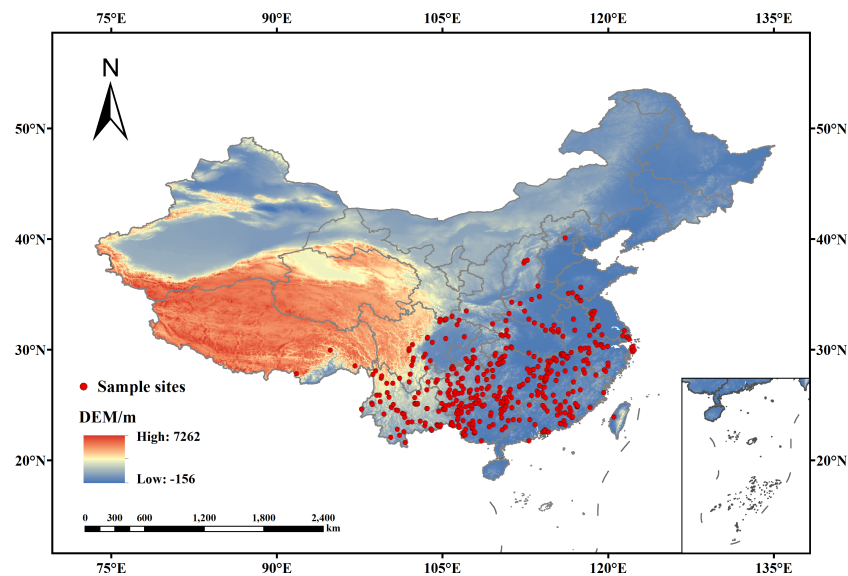 75°E 90°E 105°E 120°E 135°E
N
50°N 50°N
40°N 40°N
30°N 30°N
Sample sites
DEM/m
High: 7262
Low: -156
20°N 20°N
0 300 600 1,200 1,800 2,400
km
75°E 90°E 105°E 120°E 135°E